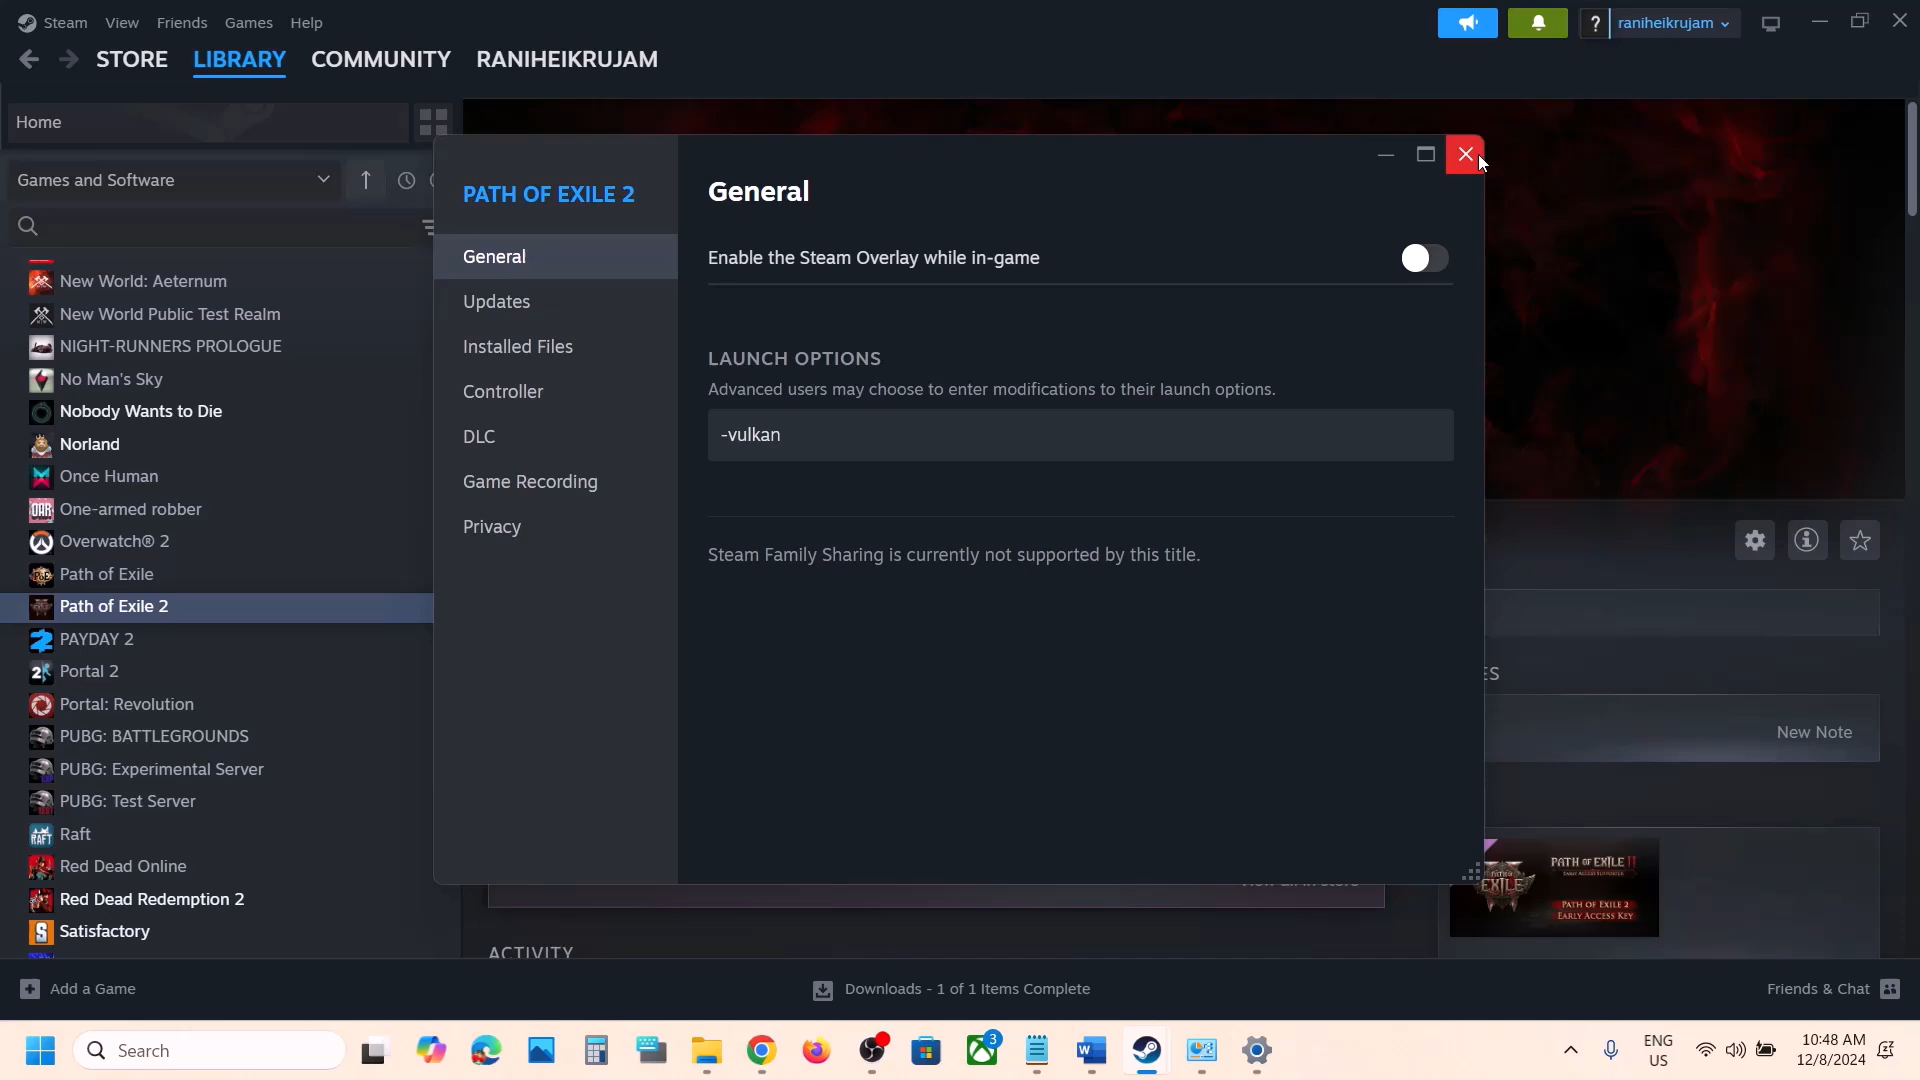 Steam View Friends Games Help
? raniheikrujam
STORE LIBRARY COMMUNITY RANIHEIKRUJAM
Home
Games and Software
New World: Aeternum
New World Public Test Realm
NIGHT-RUNNERS PROLOGUE
No Man's Sky
Nobody Wants to Die
Norland
Once Human
One-armed robber
Overwatch® 2
Path of Exile
Path of Exile 2
PAYDAY 2
Portal 2
Portal: Revolution
PUBG: BATTLEGROUNDS
PUBG: Experimental Server
PUBG: Test Server
Raft
Red Dead Online
Red Dead Redemption 2
Satisfactory
PATH OF EXILE 2
General
Updates
Installed Files
Controller
DLC
Game Recording
Privacy
General
Enable the Steam Overlay while in-game
LAUNCH OPTIONS
Advanced users may choose to enter modifications to their launch options.
-vulkan
Steam Family Sharing is currently not supported by this title.
ES
New Note
PATH OF EXILE II
EARLY ACCESS SUPPORTER
PATH OF EXILE 2
EARLY ACCESS KEY
ACTIVITY
Add a Game
Downloads - 1 of 1 Items Complete
Friends & Chat
Search
3
ENG
US
10:48 AM
12/8/2024